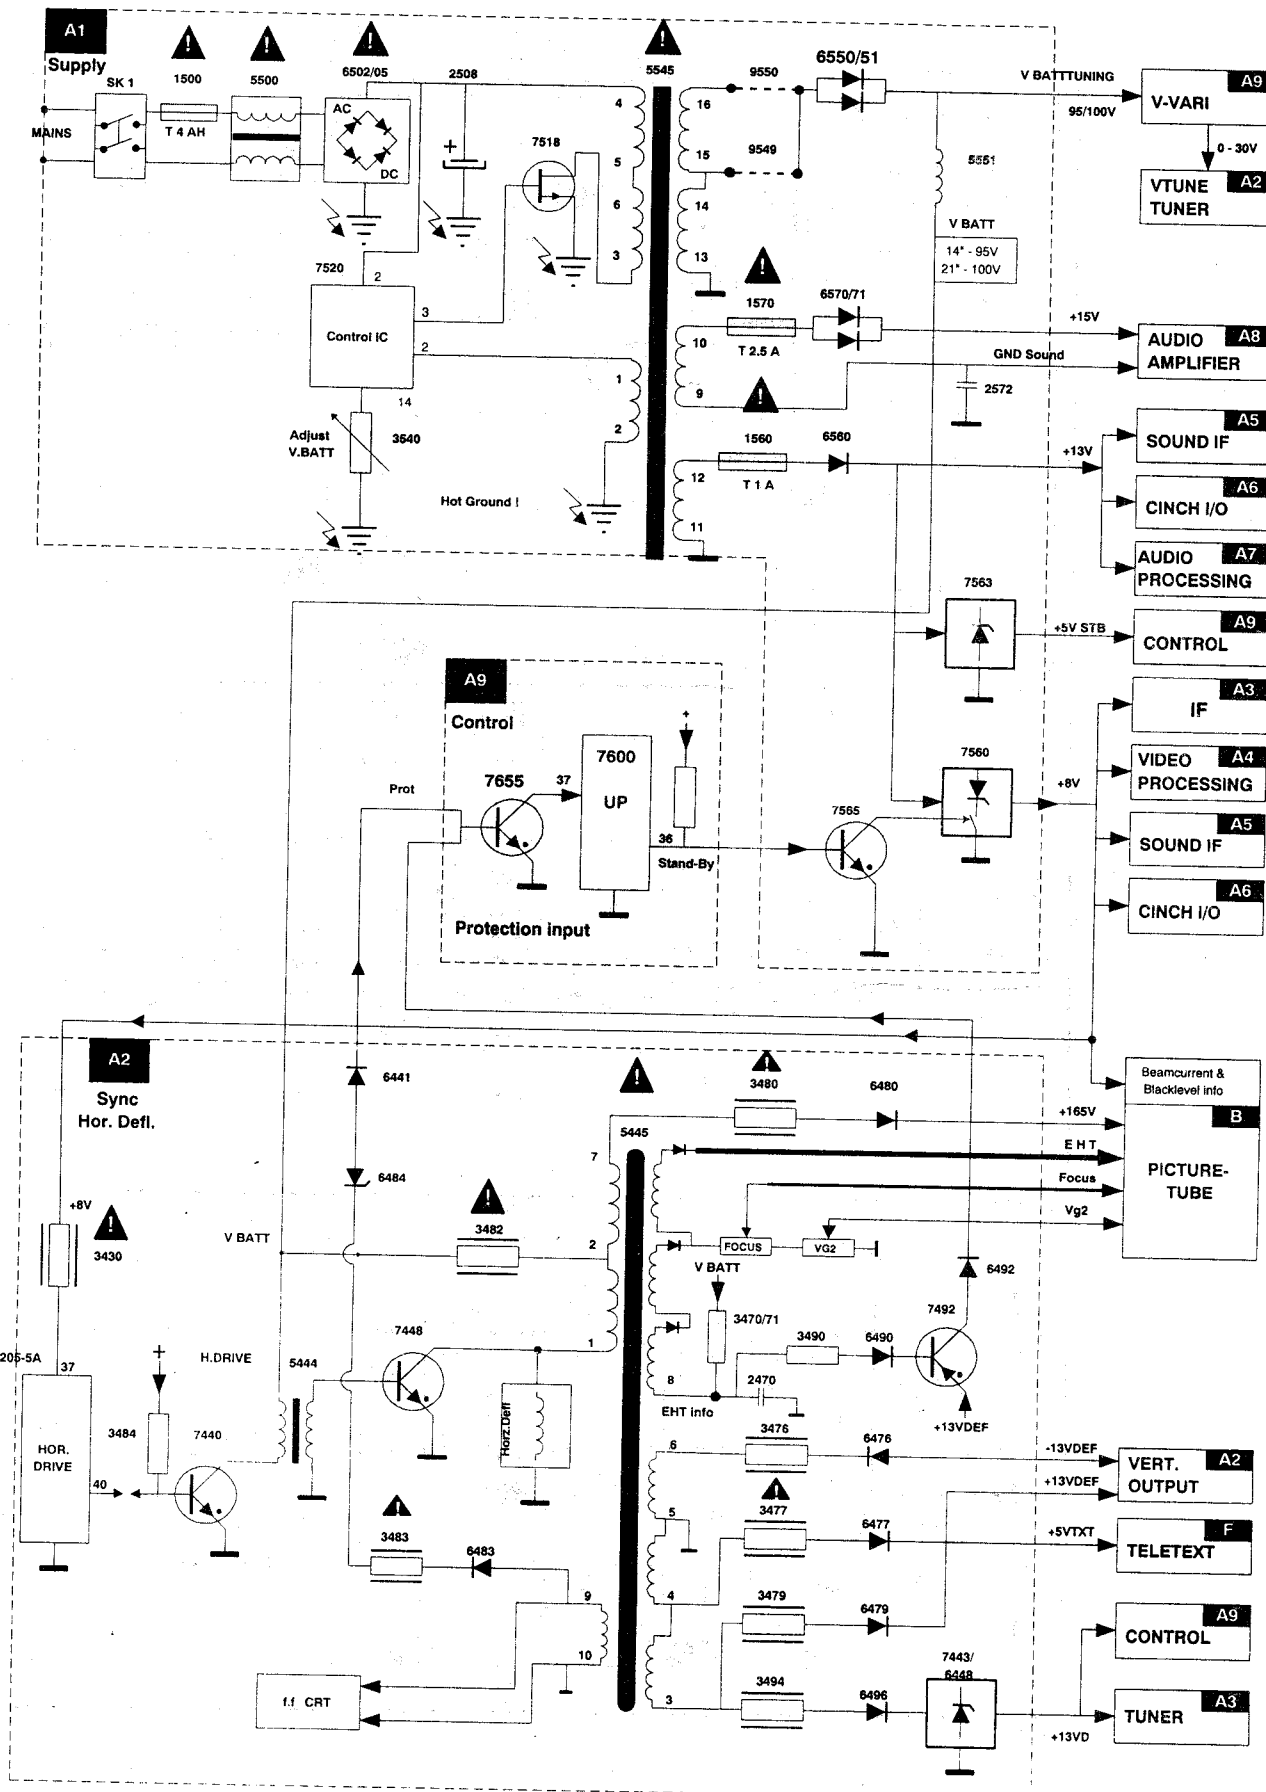 A1
Supply
SK 1
1500
5500
6502/05
2508
5545
9550
6550/51
V BATTTUNING
95/100V
A9
V-VARI
MAINS
T 4 AH
AC
DC
+
7518
4
5
6
3
16
15
14
13
9549
5551
0 - 30V
VTUNE
TUNER
A2
V BATT
14" - 95V
21" - 100V
7520
2
3
2
Control IC
14
Adjust
V.BATT
3540
Hot Ground !
1
2
10
9
1570
T 2.5 A
6570/71
+15V
GND Sound
2572
AUDIO
AMPLIFIER
A8
12
11
1560
T 1 A
6560
+13V
A5
SOUND IF
A6
CINCH I/O
AUDIO
PROCESSING
A7
7563
+5V STB
A9
CONTROL
A9
Control
7655
37
7600
UP
+
36
Stand-By
Prot
Protection input
7565
7560
+8V
A3
IF
VIDEO
PROCESSING
A4
A5
SOUND IF
A6
CINCH I/O
A2
Sync
Hor. Defl.
6441
6484
3480
6480
+165V
Beamcurrent &
Blacklevel info
B
PICTURE-
TUBE
5445
7
2
1
EHT
Focus
Vg2
FOCUS
VG2
+8V
3430
V BATT
3482
V BATT
3470/71
6492
7492
3490
6490
7448
8
2470
EHT info
+13VDEF
205-5A
37
+
H.DRIVE
5444
HOR.
DRIVE
3484
7440
40
Horz.Defl
6
5
4
3
3476
6476
-13VDEF
+13VDEF
VERT.
OUTPUT
A2
3477
6477
+5VTXT
F
TELETEXT
3483
6483
9
10
3479
6479
A9
CONTROL
3494
6496
7443/
6448
+13VD
A3
TUNER
f.f CRT